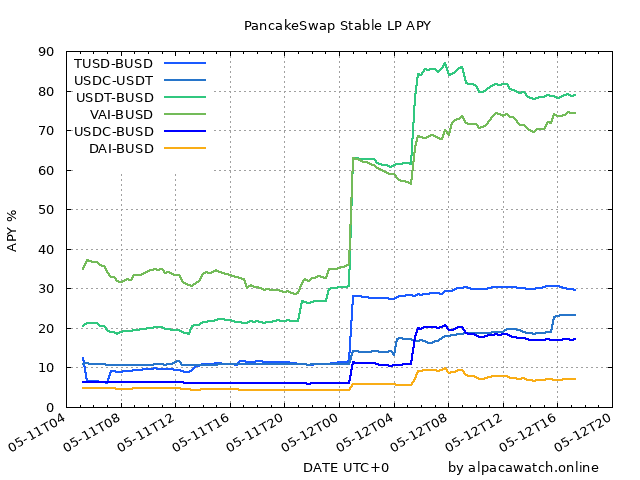 PancakeSwap Stable LP APY
90
80
70
60
50
40
30
20
10
0
APY %
TUSD-BUSD
USDC-USDT
USDT-BUSD
VAI-BUSD
USDC-BUSD
DAI-BUSD
05-11T04
05-11T08
05-11T12
05-11T16
05-11T20
05-12T00
05-12T04
05-12T08
05-12T12
05-12T16
05-12T20
DATE UTC+0
by alpacawatch.online